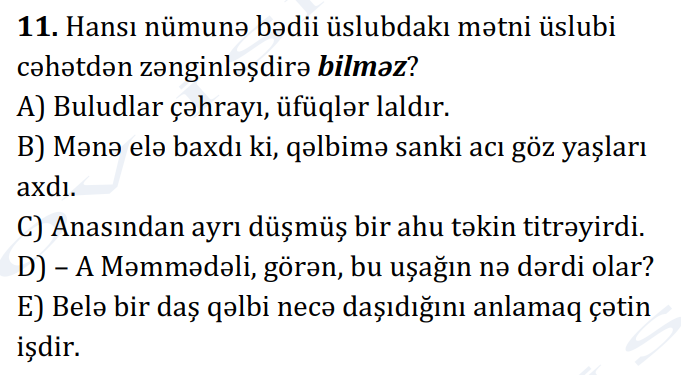 11. Hansı nümunə bədii üslubdakı mətni üslubi
cəhətdən zənginləşdirə bilməz?
A) Buludlar çəhrayı, üfüqlər laldır.
B) Mənə elə baxdı ki, qəlbimə sanki acı göz yaşları
axdı.
C) Anasından ayrı düşmüş bir ahu təkin titrəyirdi.
D) – A Məmmədəli, görən, bu uşağın nə dərdi olar?
E) Belə bir daş qəlbi necə daşıdığını anlamaq çətin
işdir.